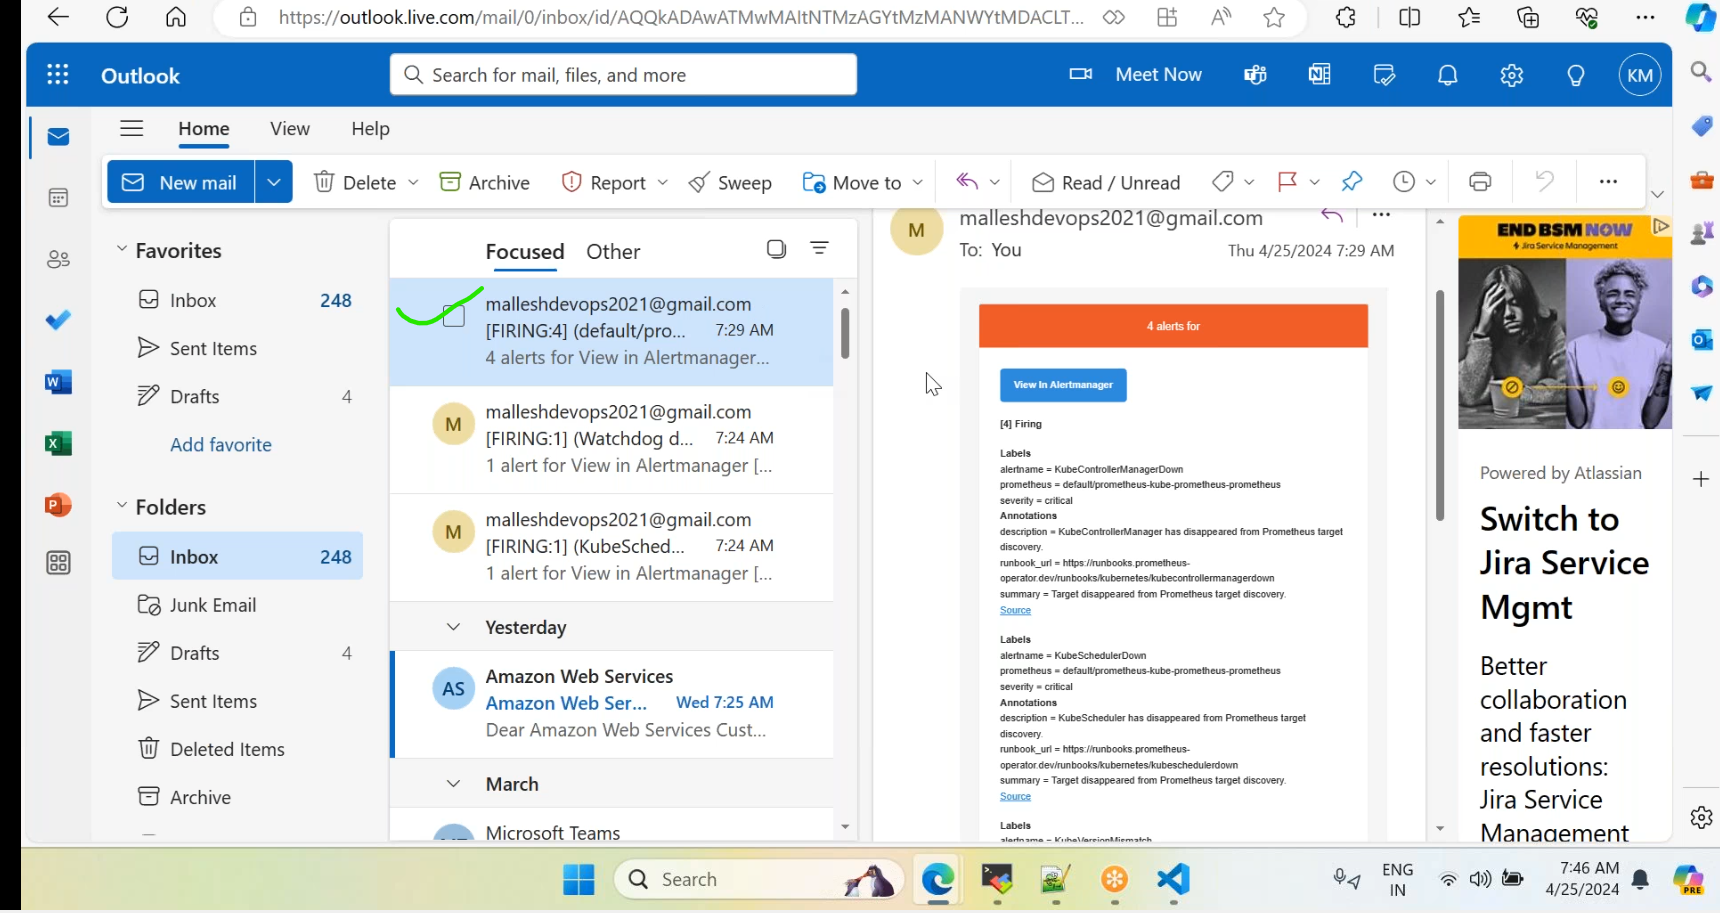 https://outlook.live.com/mail/0/inbox/id/AQQkADAwATMwMAItNTMzAGYtMzMANWYtMDACLT...
Outlook
Search for mail, files, and more
Meet Now
KM
Home View Help
New mail
Delete
Archive
Report
Sweep
Move to
Read / Unread
Favorites
Inbox 248
Sent Items
Drafts 4
Add favorite
Folders
Inbox 248
Junk Email
Drafts 4
Sent Items
Deleted Items
Archive
Focused Other
malleshdevops2021@gmail.com
[FIRING:4] (default/pro... 7:29 AM
4 alerts for View in Alertmanager...
M
malleshdevops2021@gmail.com
[FIRING:1] (Watchdog d... 7:24 AM
1 alert for View in Alertmanager [...
M
malleshdevops2021@gmail.com
[FIRING:1] (KubeSched... 7:24 AM
1 alert for View in Alertmanager [...
Yesterday
AS
Amazon Web Services
Amazon Web Ser... Wed 7:25 AM
Dear Amazon Web Services Cust...
March
Microsoft Teams
M
malleshdevops2021@gmail.com
To: You
Thu 4/25/2024 7:29 AM
4 alerts for
View In Alertmanager
[4] Firing
Labels
alertname = KubeControllerManagerDown
prometheus = default/prometheus-kube-prometheus-prometheus
severity = critical
Annotations
description = KubeControllerManager has disappeared from Prometheus target
discovery.
runbook_url = https://runbooks.prometheus-
operator.dev/runbooks/kubernetes/kubecontrollermanagerdown
summary = Target disappeared from Prometheus target discovery.
Source
Labels
alertname = KubeSchedulerDown
prometheus = default/prometheus-kube-prometheus-prometheus
severity = critical
Annotations
description = KubeScheduler has disappeared from Prometheus target
discovery.
runbook_url = https://runbooks.prometheus-
operator.dev/runbooks/kubernetes/kubeschedulerdown
summary = Target disappeared from Prometheus target discovery.
Source
Labels
alertname = KubeVersionMismatch
END BSM NOW
Jira Service Management
Powered by Atlassian
Switch to
Jira Service
Mgmt
Better
collaboration
and faster
resolutions:
Jira Service
Management
Search
ENG
IN
7:46 AM
4/25/2024
PRE